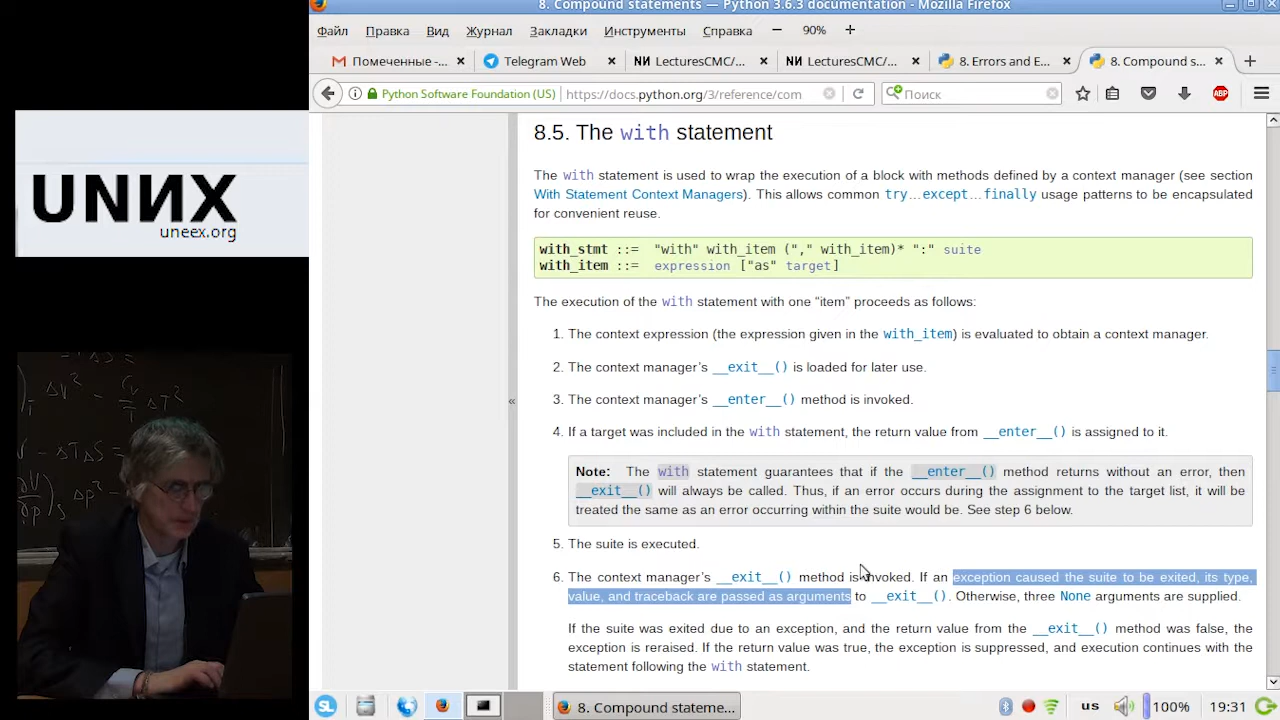 8. Compound statements — Python 3.6.3 documentation - Mozilla Firefox
Файл Правка Вид Журнал Закладки Инструменты Справка − 90% +
Помеченные -... × Telegram Web × LecturesCMC/... × LecturesCMC/... × 8. Errors and E... × 8. Compound s... × +
Python Software Foundation (US) https://docs.python.org/3/reference/com Поиск ABP
8.5. The with statement
The with statement is used to wrap the execution of a block with methods defined by a context manager (see section
With Statement Context Managers). This allows common try…except…finally usage patterns to be encapsulated
for convenient reuse.
with_stmt ::= "with" with_item ("," with_item)* ":" suite
with_item ::= expression ["as" target]
The execution of the with statement with one “item” proceeds as follows:
1. The context expression (the expression given in the with_item) is evaluated to obtain a context manager.
2. The context manager’s __exit__() is loaded for later use.
3. The context manager’s __enter__() method is invoked.
4. If a target was included in the with statement, the return value from __enter__() is assigned to it.
Note: The with statement guarantees that if the __enter__() method returns without an error, then
__exit__() will always be called. Thus, if an error occurs during the assignment to the target list, it will be
treated the same as an error occurring within the suite would be. See step 6 below.
5. The suite is executed.
6. The context manager’s __exit__() method is invoked. If an exception caused the suite to be exited, its type,
value, and traceback are passed as arguments to __exit__(). Otherwise, three None arguments are supplied.
If the suite was exited due to an exception, and the return value from the __exit__() method was false, the
exception is reraised. If the return value was true, the exception is suppressed, and execution continues with the
statement following the with statement.
«
UNИX
uneex.org
SL 8. Compound stateme... us 100% 19:31